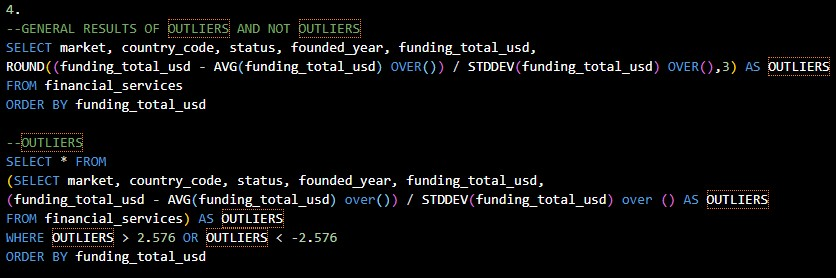 4.
--GENERAL RESULTS OF OUTLIERS AND NOT OUTLIERS
SELECT market, country_code, status, founded_year, funding_total_usd,
ROUND((funding_total_usd - AVG(funding_total_usd) OVER()) / STDDEV(funding_total_usd) OVER(),3) AS OUTLIERS
FROM financial_services
ORDER BY funding_total_usd
--OUTLIERS
SELECT * FROM
(SELECT market, country_code, status, founded_year, funding_total_usd,
(funding_total_usd - AVG(funding_total_usd) over()) / STDDEV(funding_total_usd) over () AS OUTLIERS
FROM financial_services) AS OUTLIERS
WHERE OUTLIERS > 2.576 OR OUTLIERS < -2.576
ORDER BY funding_total_usd